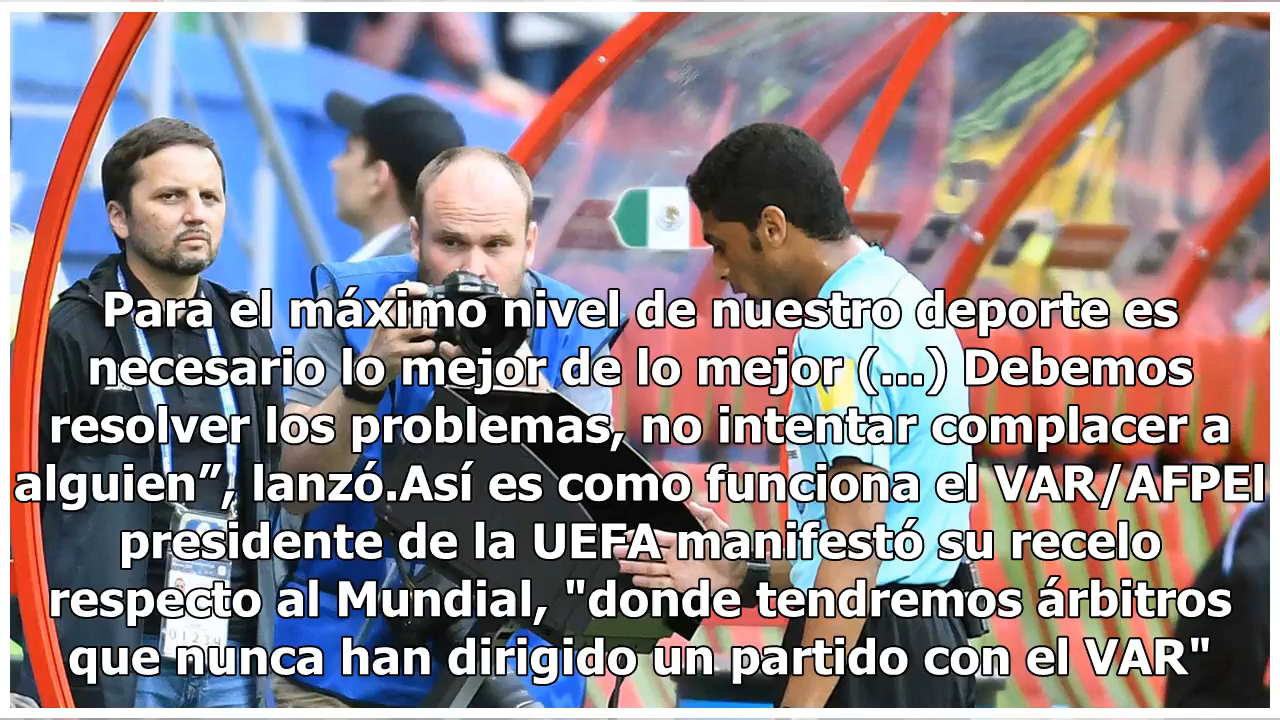 Para el máximo nivel de nuestro deporte es
necesario lo mejor de lo mejor (...) Debemos
resolver los problemas, no intentar complacer a
alguien”, lanzó.Así es como funciona el VAR/AFPEl
presidente de la UEFA manifestó su recelo
respecto al Mundial, "donde tendremos árbitros
que nunca han dirigido un partido con el VAR"